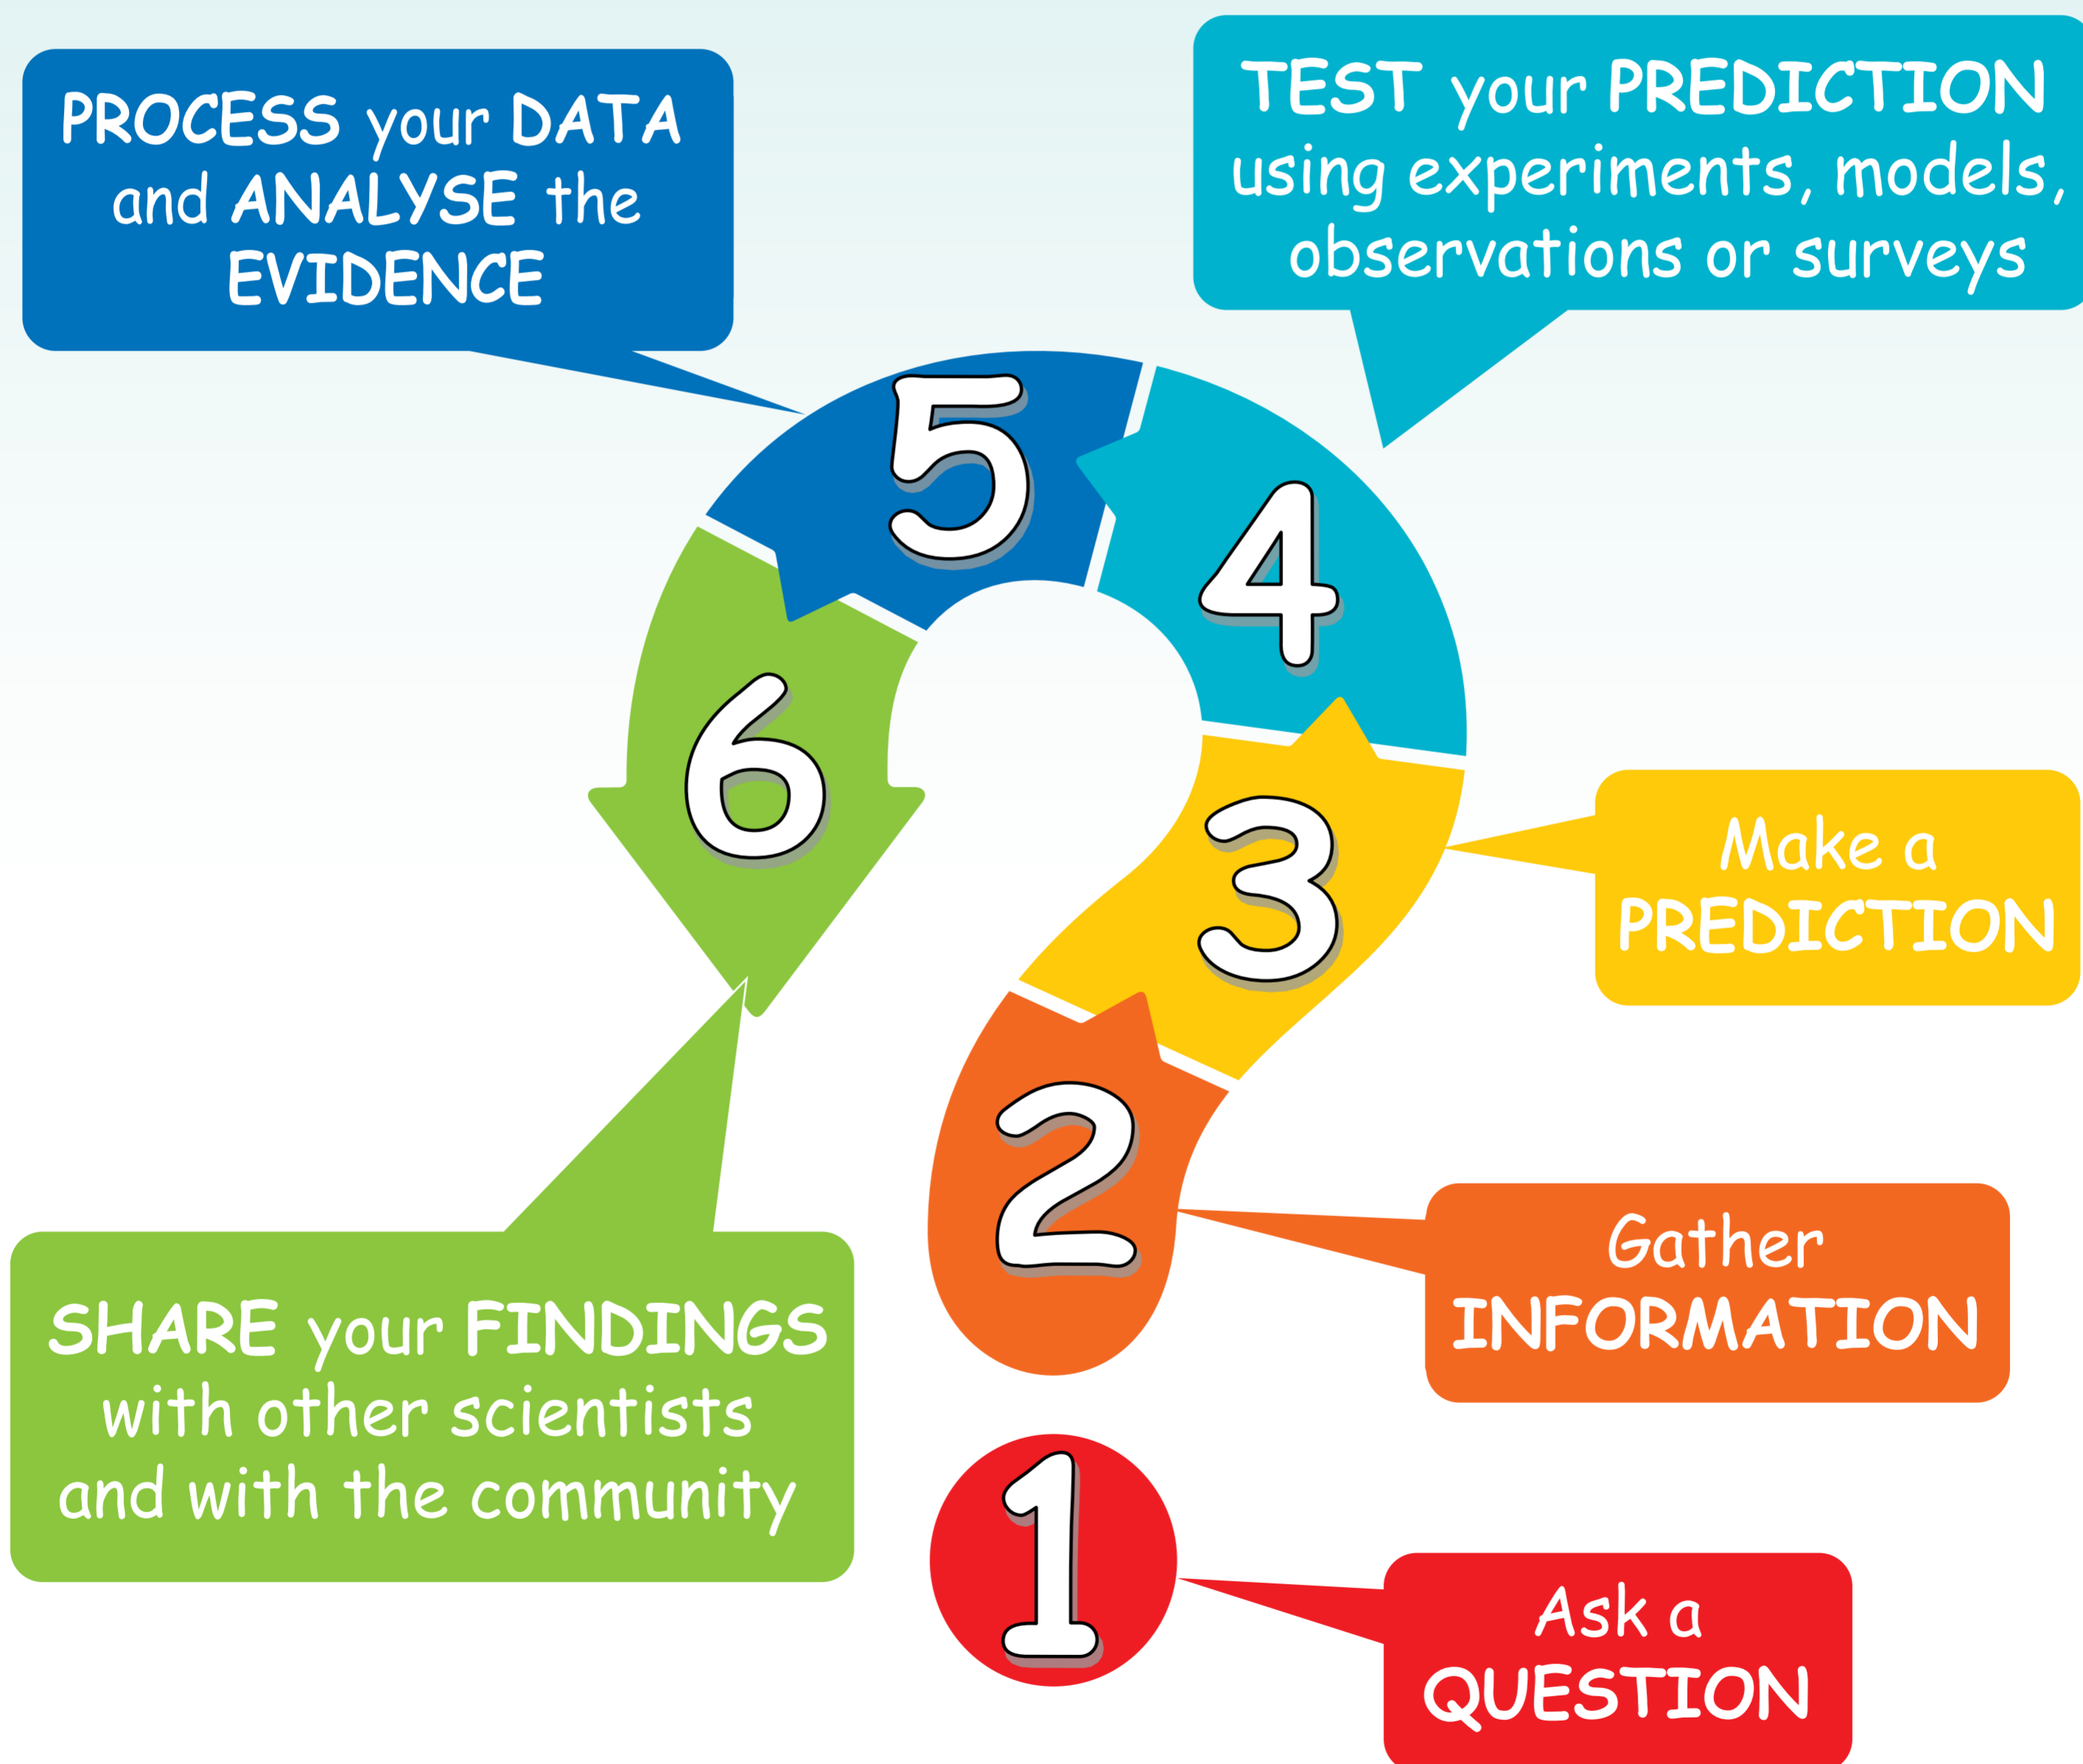 PROCESS your DATA
and ANALYSE the
EVIDENCE
TEST your PREDICTION
using experiments, models,
observations or surveys
5
4
6
3
Make a
PREDICTION
2
Gather
INFORMATION
SHARE your FINDINGS
with other scientists
and with the community
1
Ask a
QUESTION